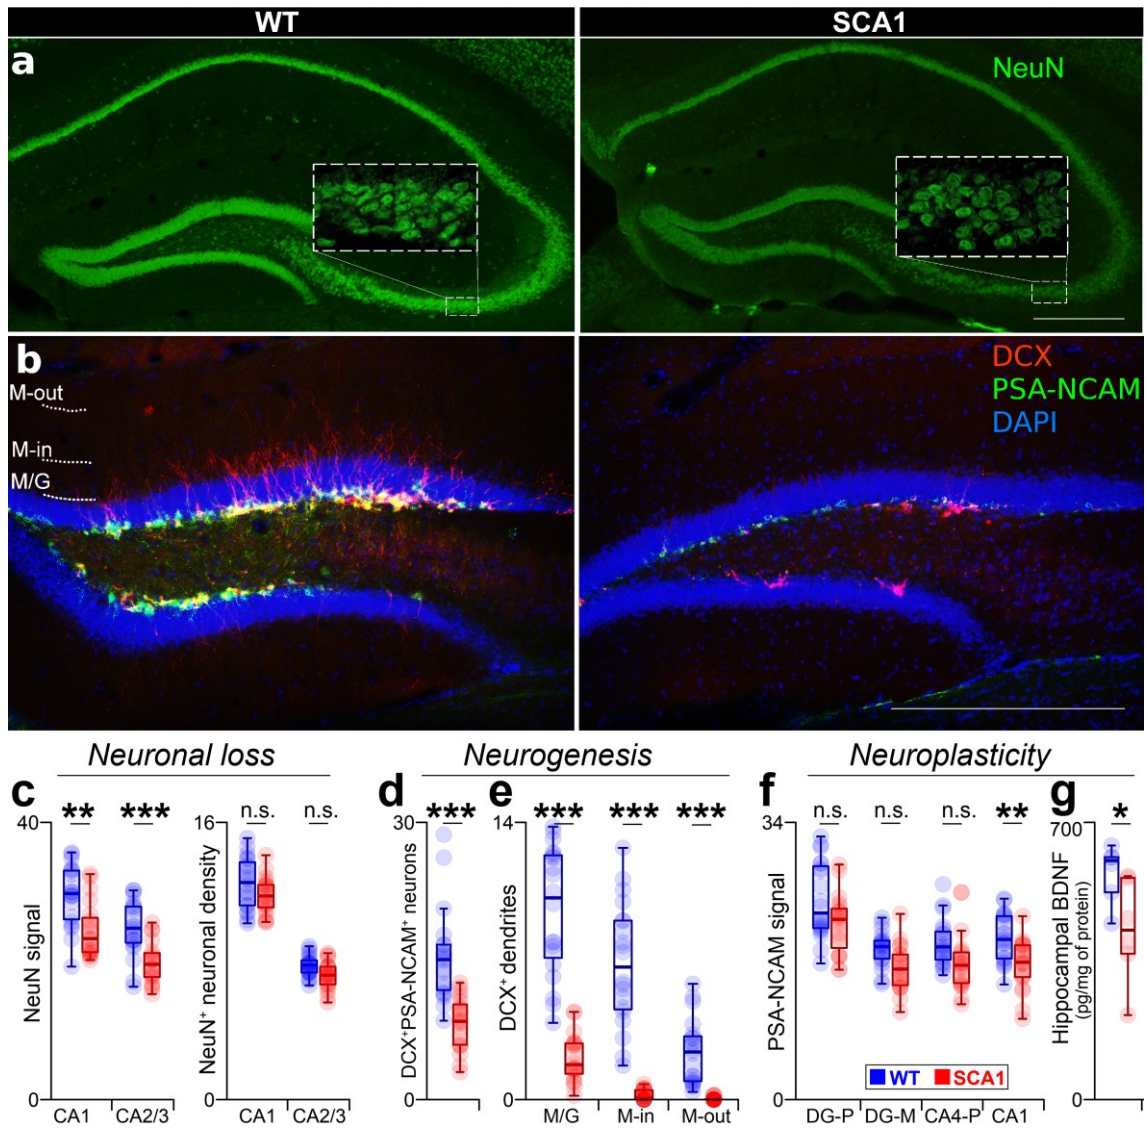 WT
SCA1
a
NeuN
b
DCX
PSA-NCAM
DAPI
M-out
M-in
M/G
Neuronal loss
Neurogenesis
Neuroplasticity
c
** ***
NeuN signal
40
0
CA1 CA2/3
n.s. n.s.
NeuN⁺ neuronal density
16
0
CA1 CA2/3
d
***
DCX⁺PSA-NCAM⁺ neurons
30
0
e
*** *** ***
DCX⁺ dendrites
14
0
M/G M-in M-out
f
n.s. n.s. n.s. **
PSA-NCAM signal
34
0
WT SCA1
DG-P DG-M CA4-P CA1
g
*
Hippocampal BDNF
(pg/mg of protein)
700
0